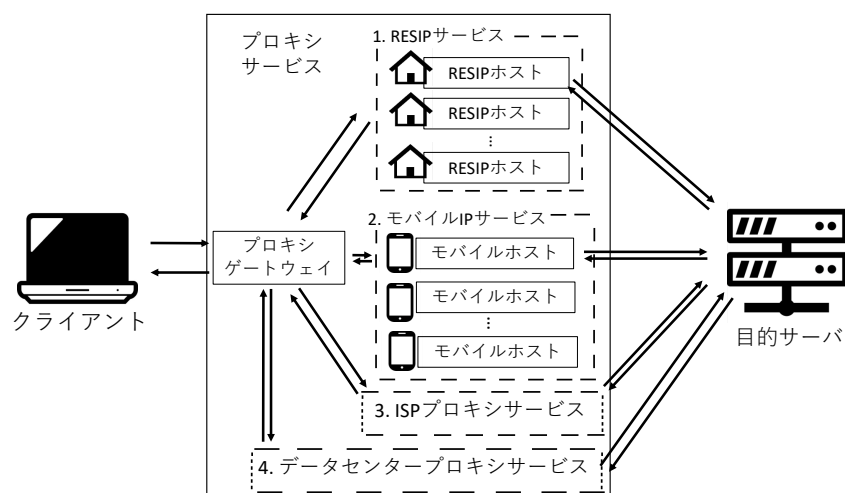 プロキシ
サービス
1. RESIPサービス
RESIPホスト
RESIPホスト
⋮
RESIPホスト
クライアント
プロキシ
ゲートウェイ
2. モバイルIPサービス
モバイルホスト
モバイルホスト
⋮
モバイルホスト
目的サーバ
3. ISPプロキシサービス
4. データセンタープロキシサービス